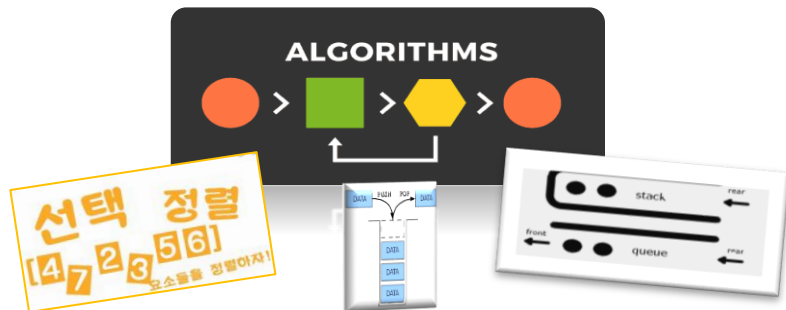 ALGORITHMS
> > >
선택 정렬
[4 7 2 3 5 6]
요소들을 정렬하자!
PUSH POP
DATA DATA
DATA
DATA
DATA
rear
stack
front
queue
rear